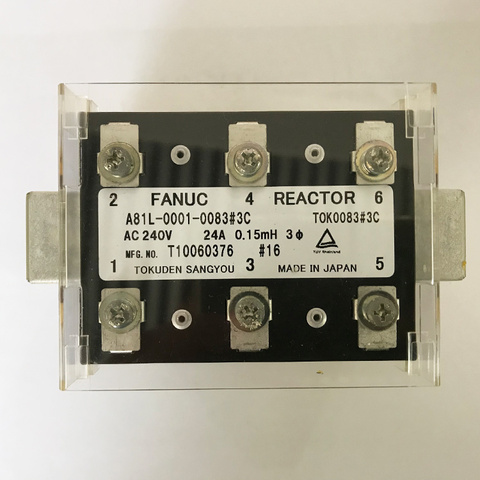 2 FANUC 4 REACTOR 6
A81L-0001-0083#3C TOK0083#3C
AC 240V 24A 0.15mH 3ϕ
MFG. NO. T10060376 #16
1 TOKUDEN SANGYOU 3 MADE IN JAPAN 5